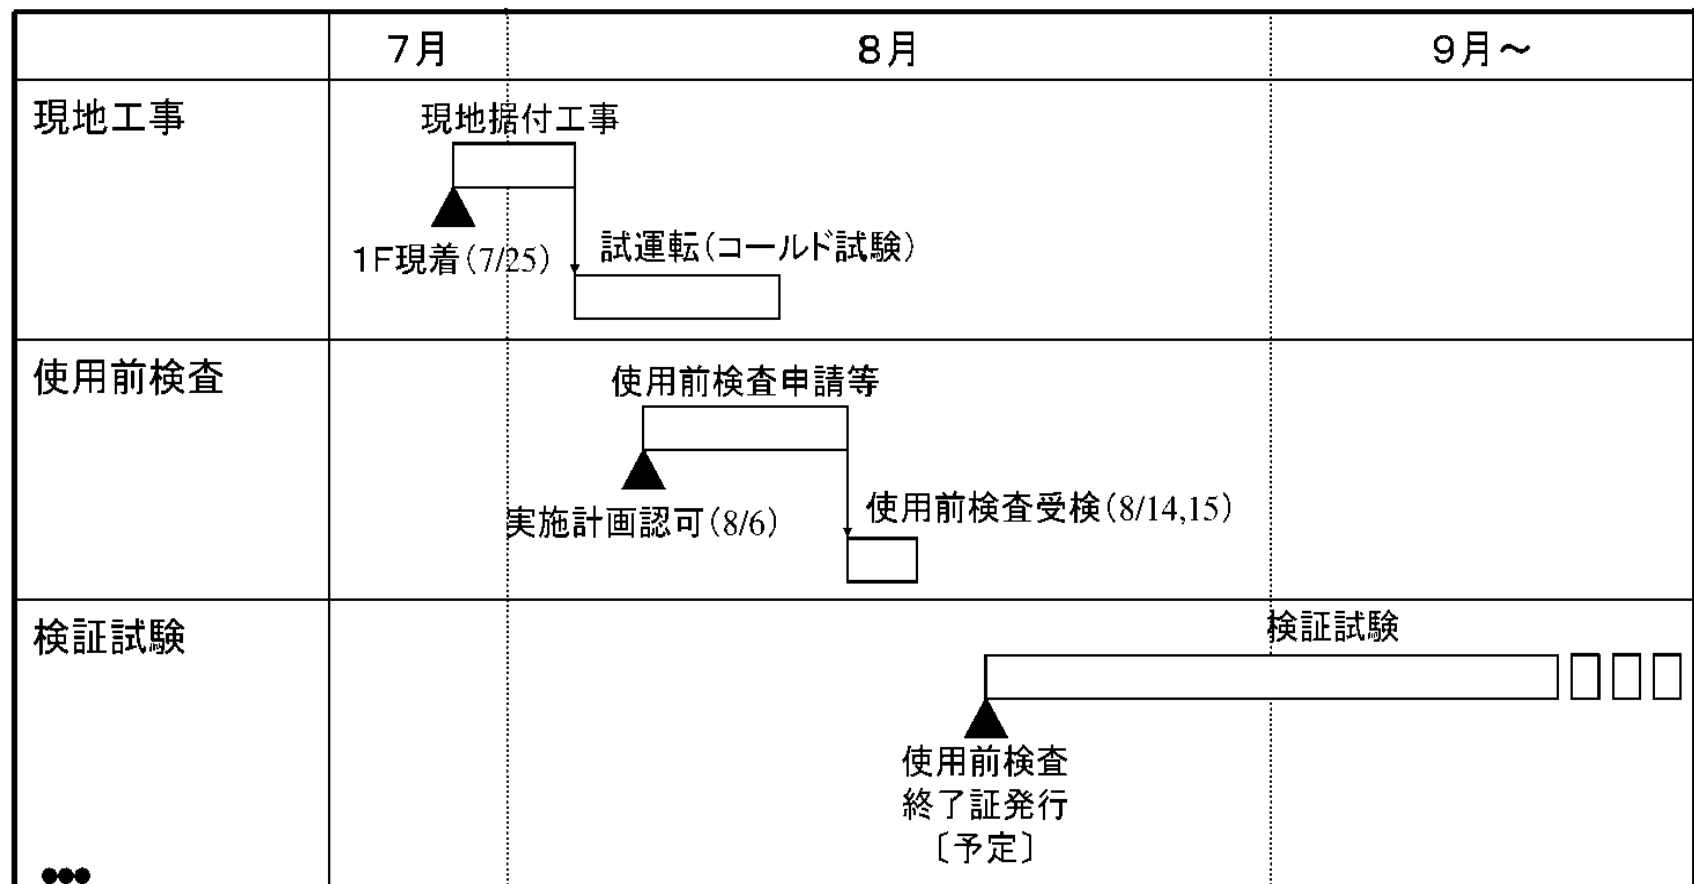 7月
8月
9月～
現地工事
現地据付工事
1F現着(7/25)
試運転(コールド試験)
使用前検査
使用前検査申請等
実施計画認可(8/6)
使用前検査受検(8/14,15)
検証試験
検証試験
使用前検査
終了証発行
〔予定〕